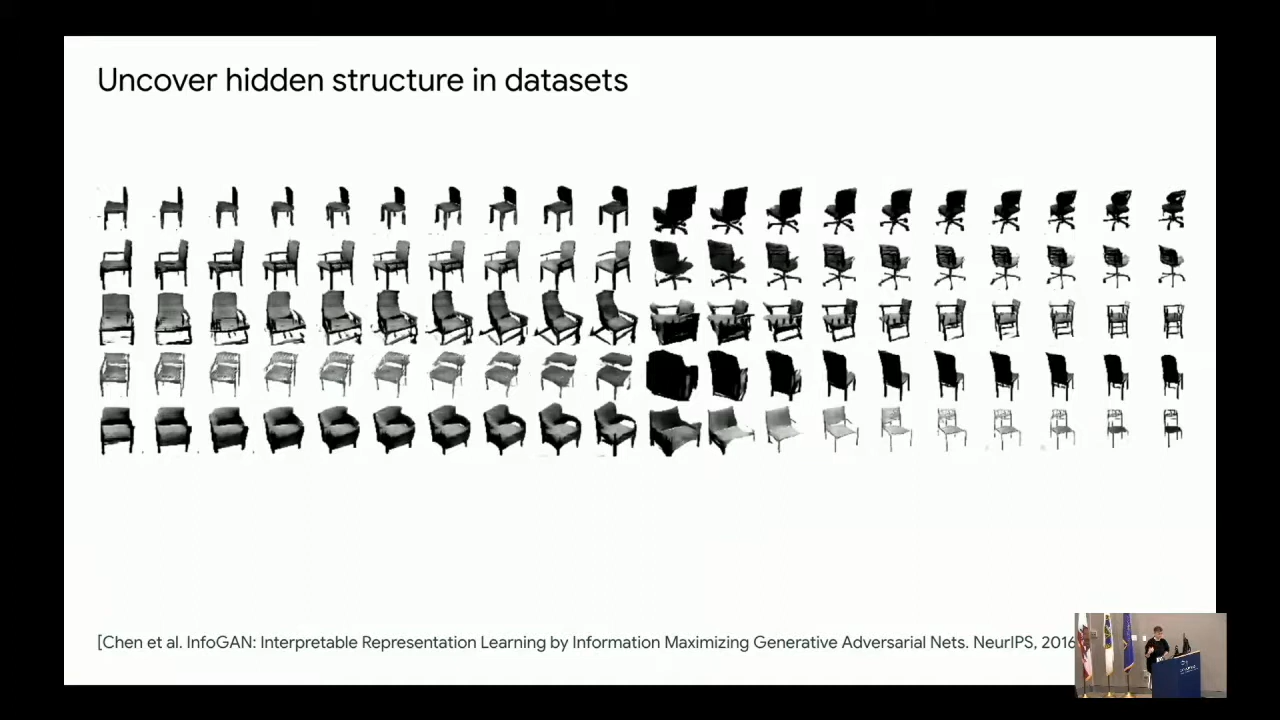 Uncover hidden structure in datasets
[Chen et al. InfoGAN: Interpretable Representation Learning by Information Maximizing Generative Adversarial Nets. NeurIPS, 2016